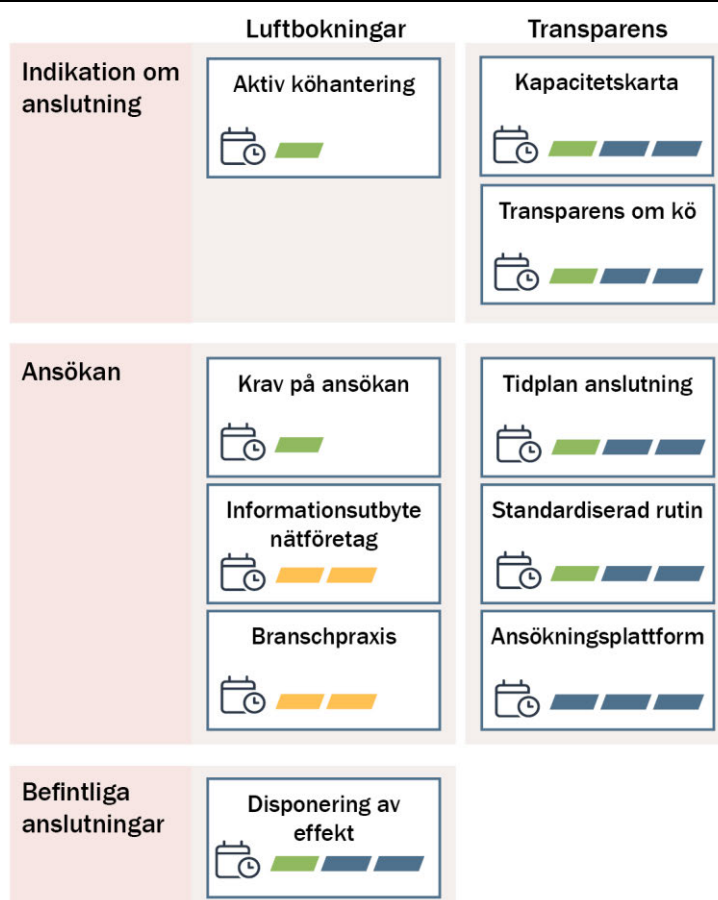 Luftbokningar
Transparens
Indikation om
anslutning
Aktiv köhantering
Kapacitetskarta
Transparens om kö
Ansökan
Krav på ansökan
Tidplan anslutning
Informationsutbyte
nätföretag
Standardiserad rutin
Branschpraxis
Ansökningsplattform
Befintliga
anslutningar
Disponering av
effekt